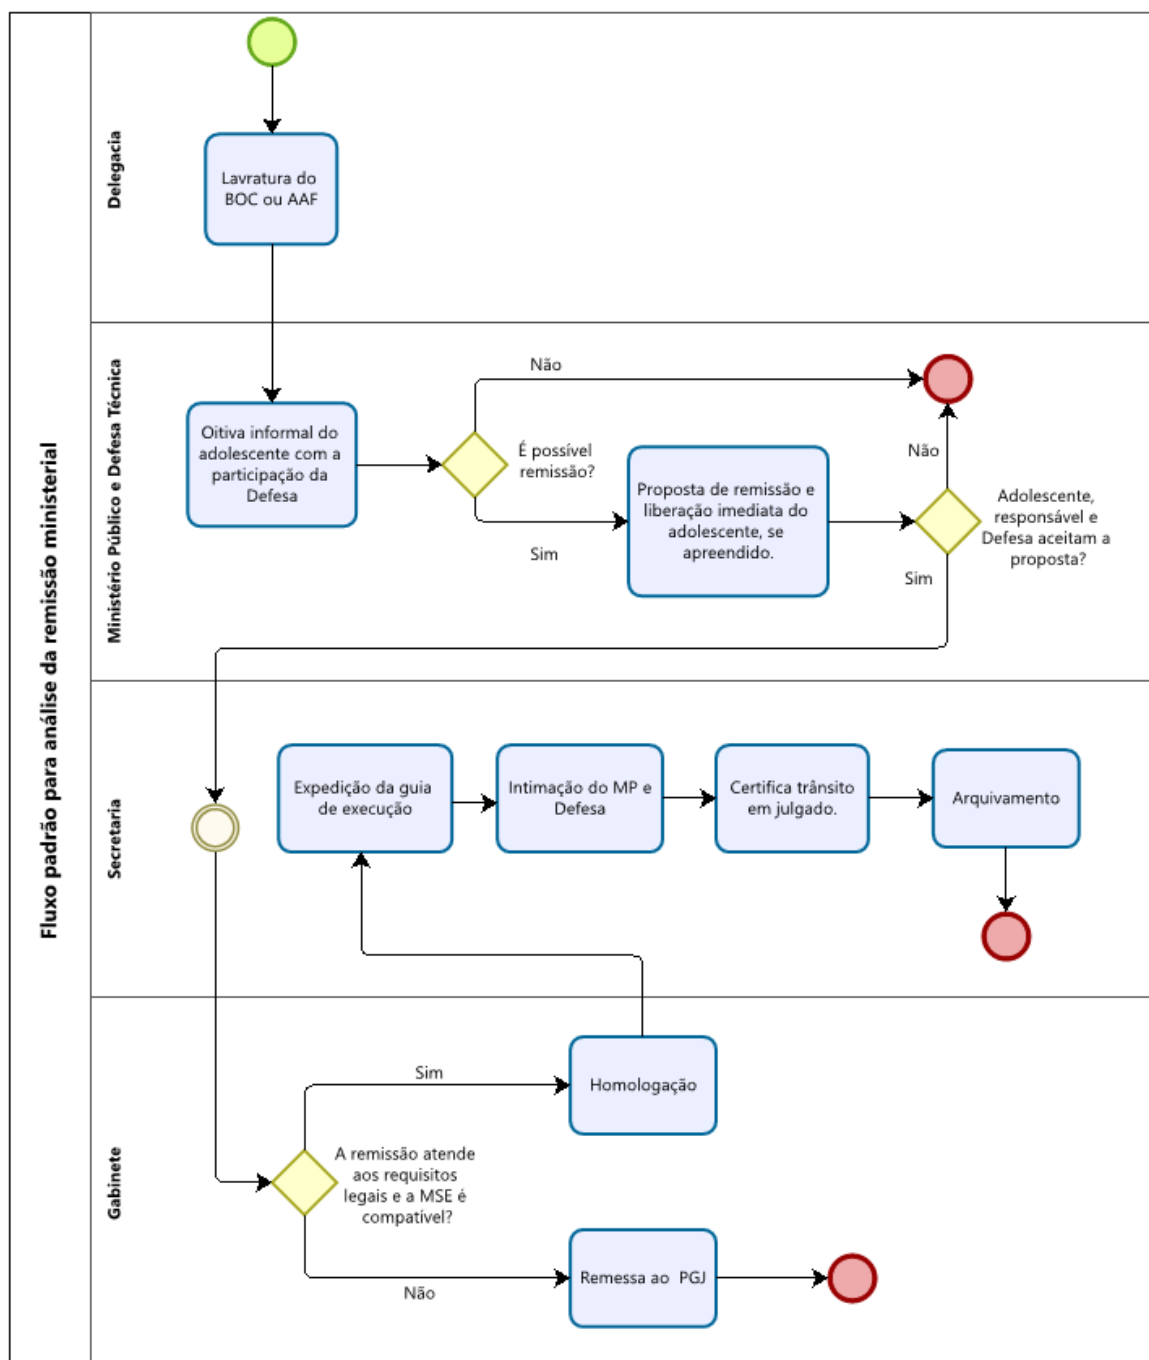 Fluxo padrão para análise da remissão ministerial
Delegacia
Lavratura do
BOC ou AAF
Ministério Público e Defesa Técnica
Oitiva informal do
adolescente com a
participação da
Defesa
É possível
remissão?
Não
Sim
Proposta de remissão e
liberação imediata do
adolescente, se
apreendido.
Adolescente,
responsável e
Defesa aceitam a
proposta?
Não
Sim
Secretaria
Expedição da guia
de execução
Intimação do MP e
Defesa
Certifica trânsito
em julgado.
Arquivamento
Gabinete
A remissão atende
aos requisitos
legais e a MSE é
compatível?
Sim
Homologação
Não
Remessa ao  PGJ